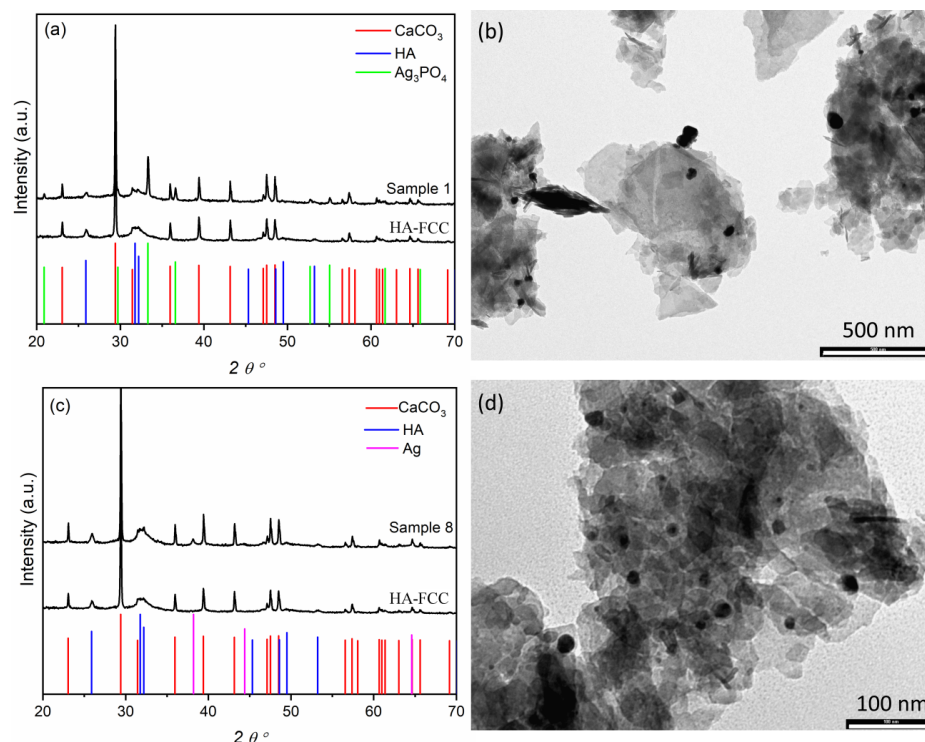 (a)
CaCO₃
HA
Ag₃PO₄
Intensity (a.u.)
Sample 1
HA-FCC
20 30 40 50 60 70
2 θ °
(b)
500 nm
(c)
CaCO₃
HA
Ag
Intensity (a.u.)
Sample 8
HA-FCC
20 30 40 50 60 70
2 θ °
(d)
100 nm